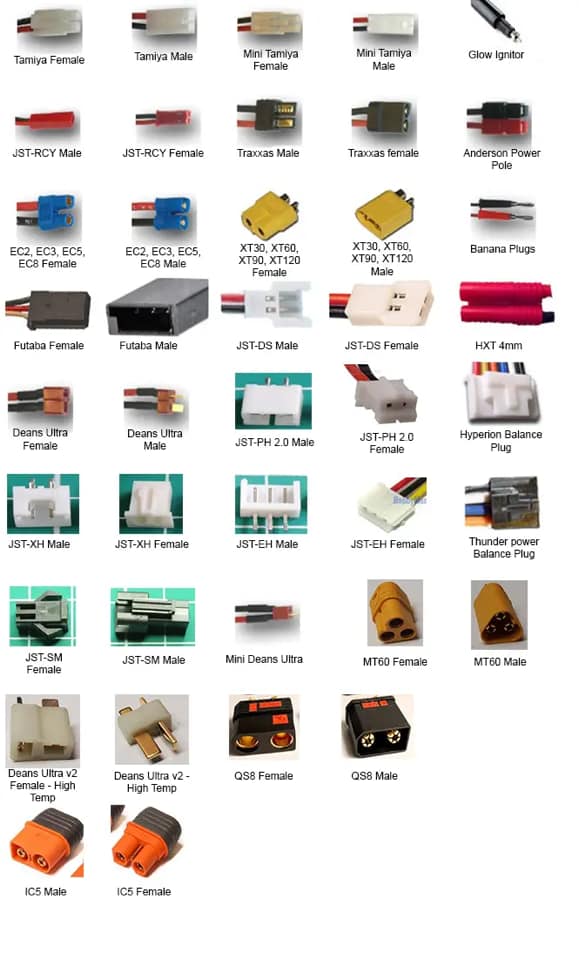 Tamiya Female
Tamiya Male
Mini Tamiya
Female
Mini Tamiya
Male
Glow Ignitor
JST-RCY Male
JST-RCY Female
Traxxas Male
Traxxas female
Anderson Power
Pole
EC2, EC3, EC5,
EC8 Female
EC2, EC3, EC5,
EC8 Male
XT30, XT60,
XT90, XT120
Female
XT30, XT60,
XT90, XT120
Male
Banana Plugs
Futaba Female
Futaba Male
JST-DS Male
JST-DS Female
HXT 4mm
Deans Ultra
Female
Deans Ultra
Male
JST-PH 2.0 Male
JST-PH 2.0
Female
Hyperion Balance
Plug
JST-XH Male
JST-XH Female
JST-EH Male
JST-EH Female
Thunder power
Balance Plug
JST-SM
Female
JST-SM Male
Mini Deans Ultra
MT60 Female
MT60 Male
Deans Ultra v2
Female - High
Temp
Deans Ultra v2 -
High Temp
QS8 Female
QS8 Male
IC5 Male
IC5 Female